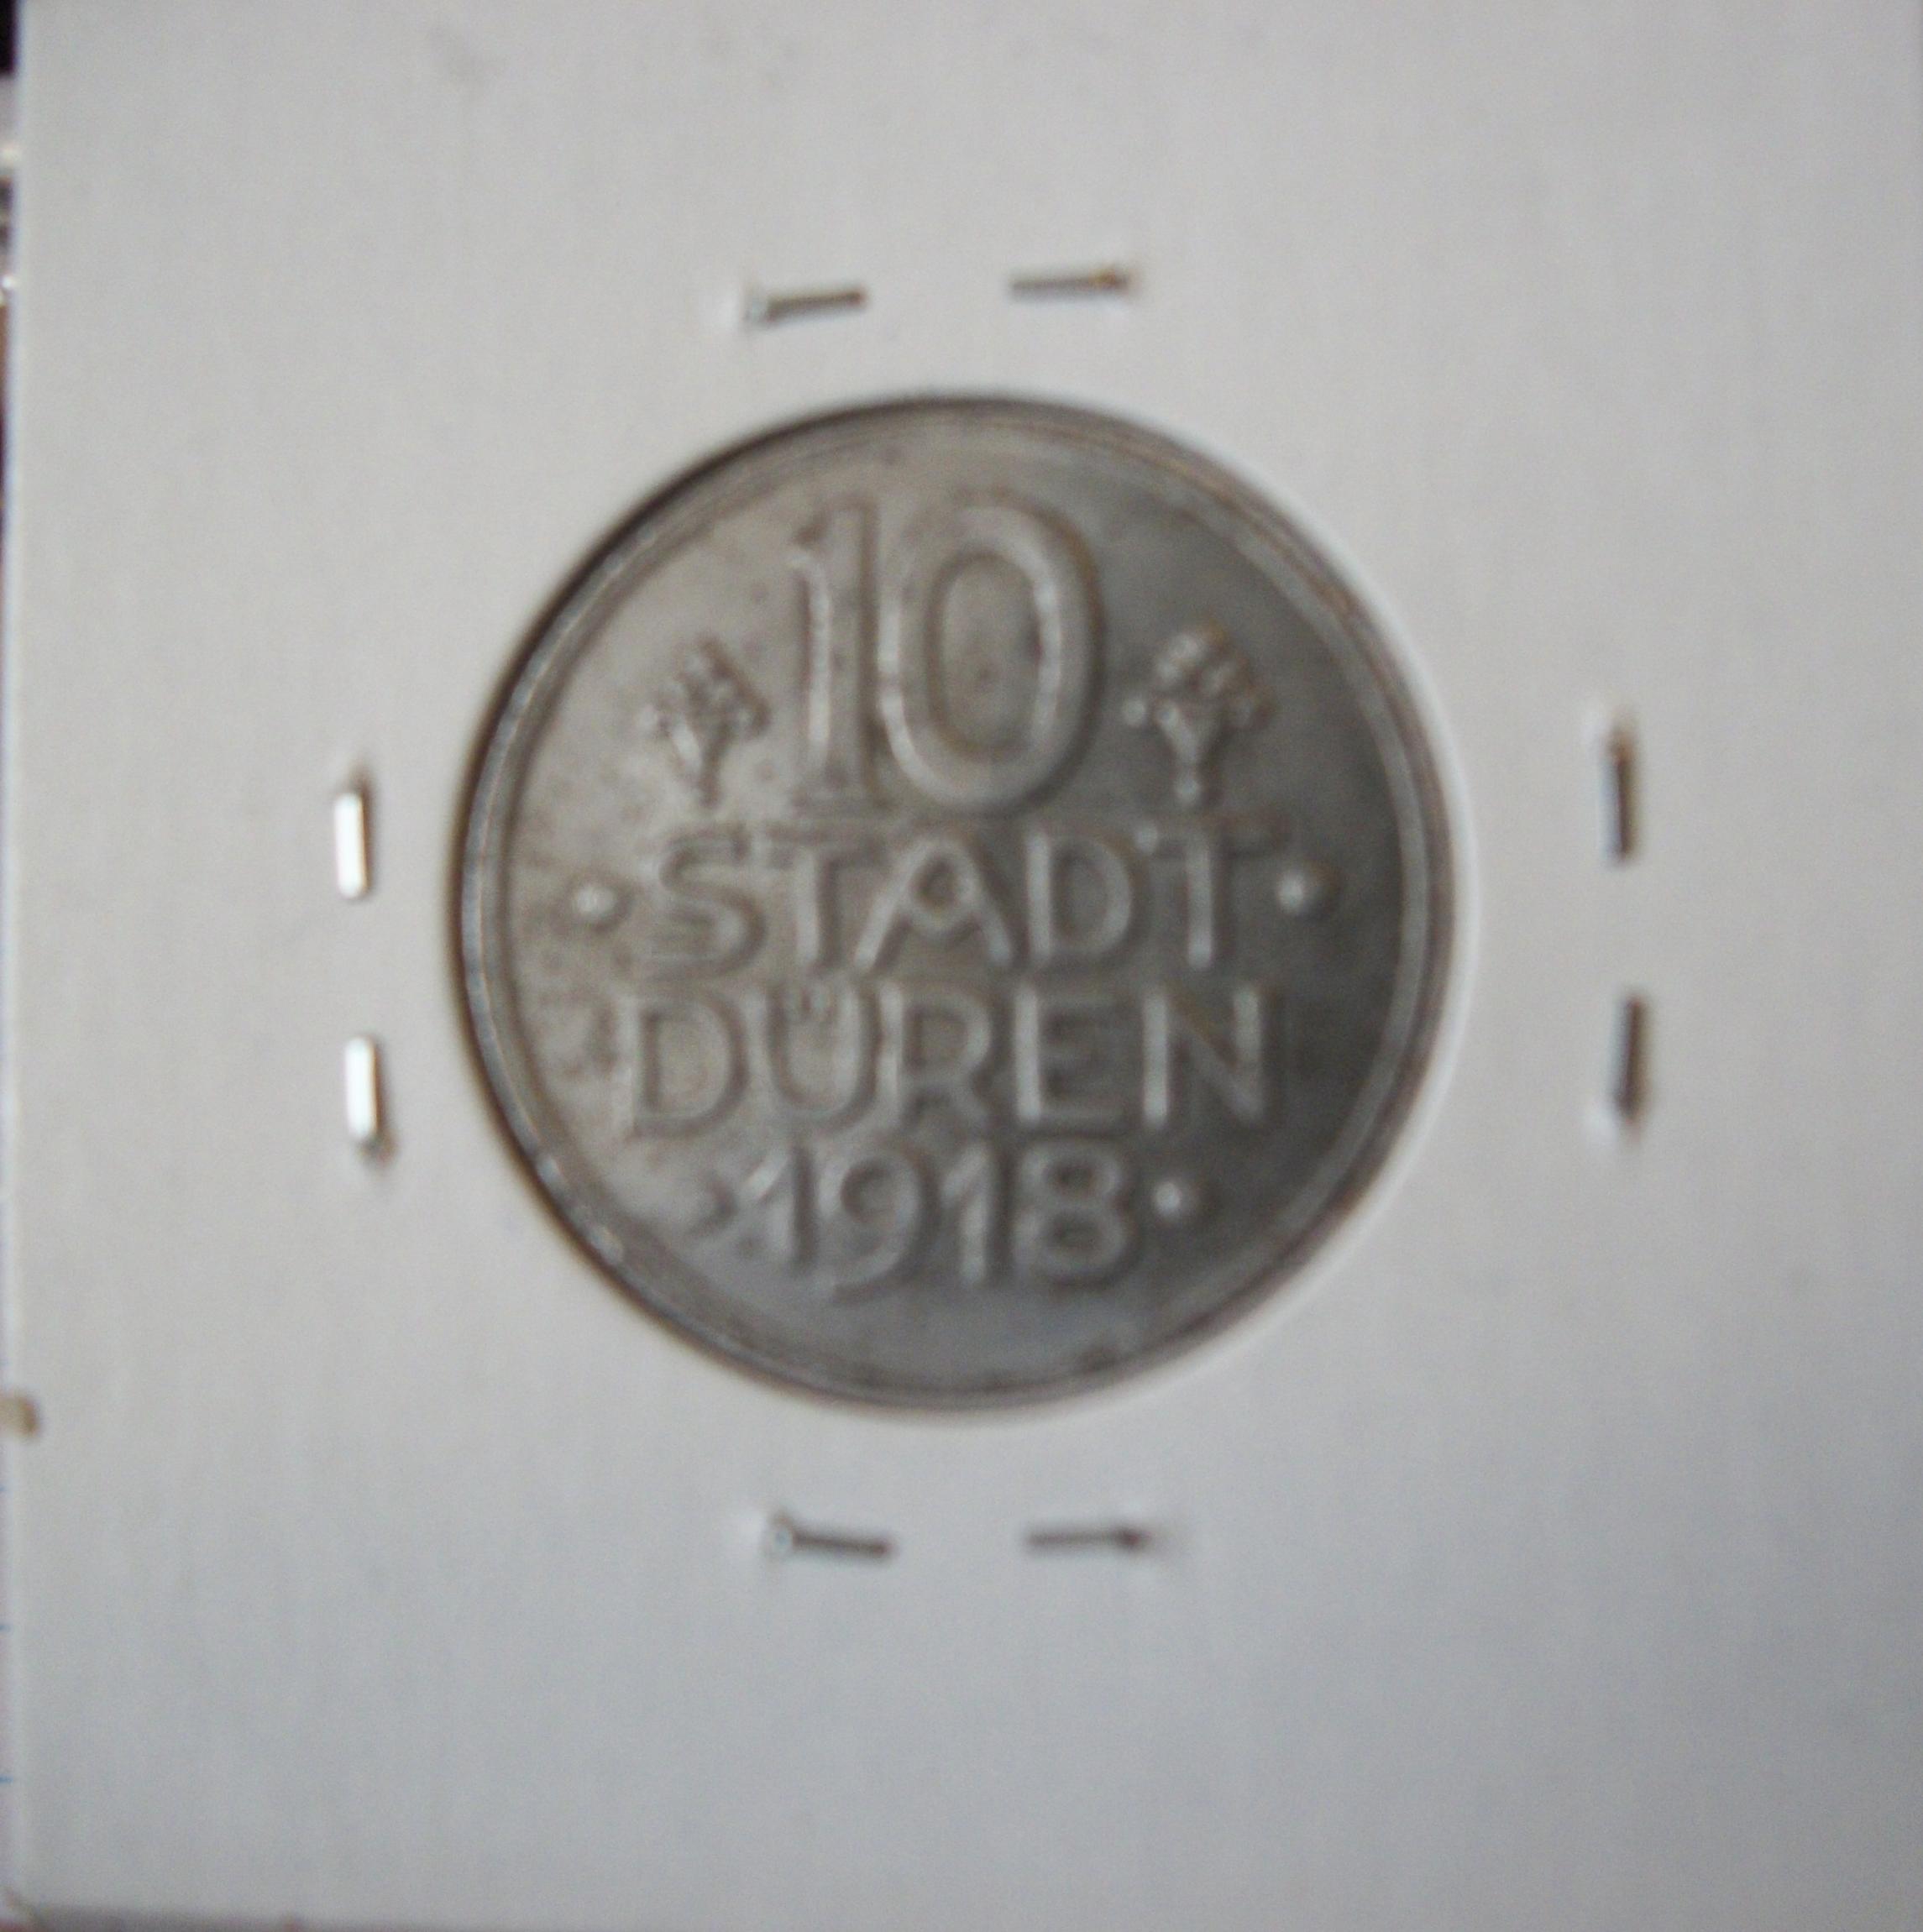 10
· STADT ·
DÜREN
· 1918 ·